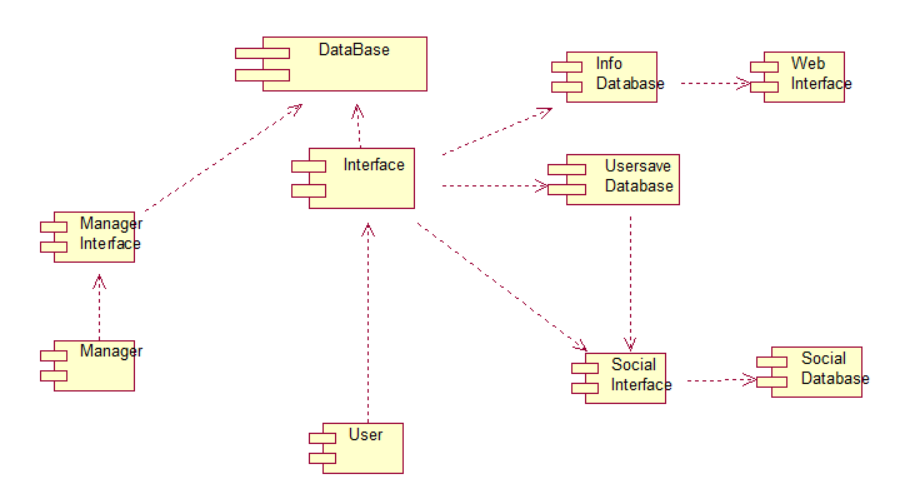 DataBase
Info
Database
Web
Interface
Interface
Usersave
Database
Manager
Interface
Manager
Social
Interface
Social
Database
User